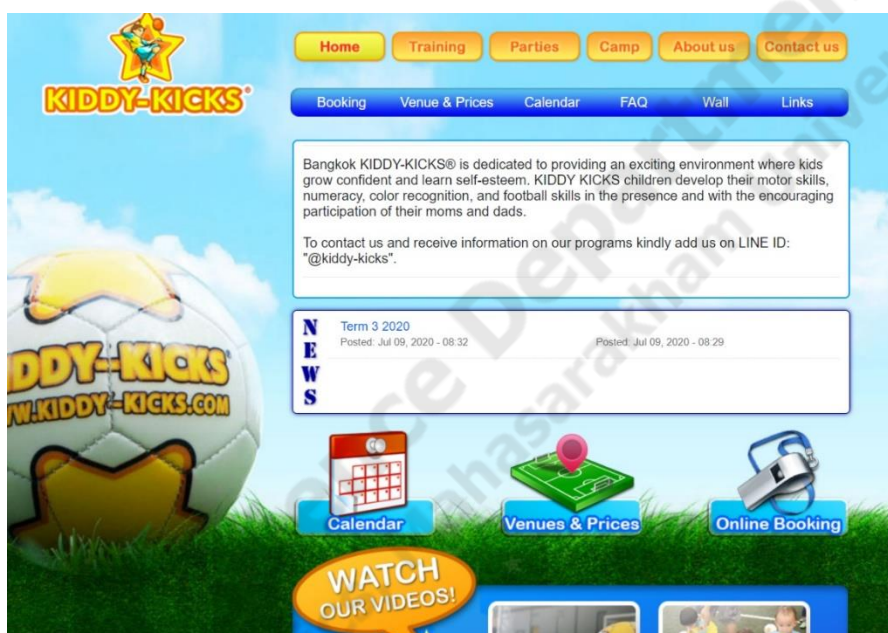 KIDDY-KICKS®
Home Training Parties Camp About us Contact us
Booking Venue & Prices Calendar FAQ Wall Links
Bangkok KIDDY-KICKS® is dedicated to providing an exciting environment where kids
grow confident and learn self-esteem. KIDDY KICKS children develop their motor skills,
numeracy, color recognition, and football skills in the presence and with the encouraging
participation of their moms and dads.
To contact us and receive information on our programs kindly add us on LINE ID:
"@kiddy-kicks".
NEWS
Term 3 2020
Posted: Jul 09, 2020 - 08:32 Posted: Jul 09, 2020 - 08:29
DDY-KICKS
W.KIDDY-KICKS.COM
Calendar Venues & Prices Online Booking
WATCH
OUR VIDEOS!